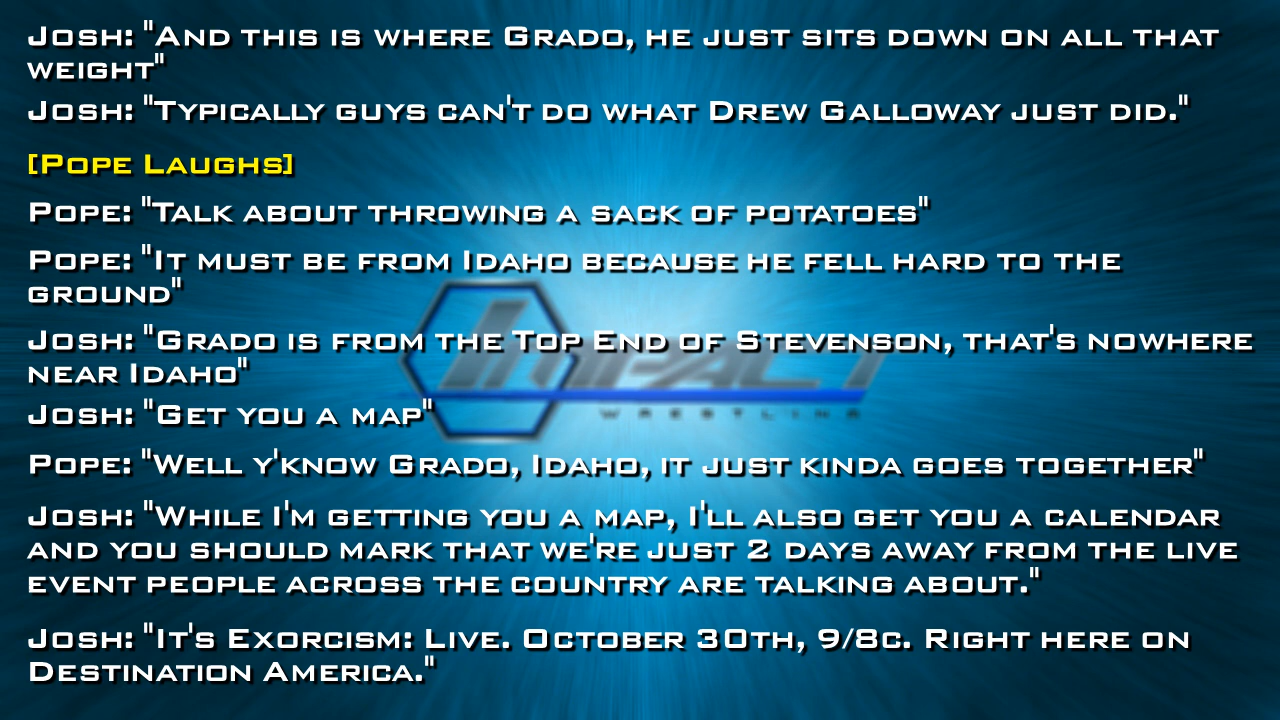 Josh: "And this is where Grado, he just sits down on all that
weight"
Josh: "Typically guys can't do what Drew Galloway just did."
[Pope Laughs]
Pope: "Talk about throwing a sack of potatoes"
Pope: "It must be from Idaho because he fell hard to the
ground"
Josh: "Grado is from the Top End of Stevenson, that's nowhere
near Idaho"
Josh: "Get you a map"
Pope: "Well y'know Grado, Idaho, it just kinda goes together"
Josh: "While I'm getting you a map, I'll also get you a calendar
and you should mark that we're just 2 days away from the live
event people across the country are talking about."
Josh: "It's Exorcism: Live. October 30th, 9/8c. Right here on
Destination America."
IMPACT
WRESTLING